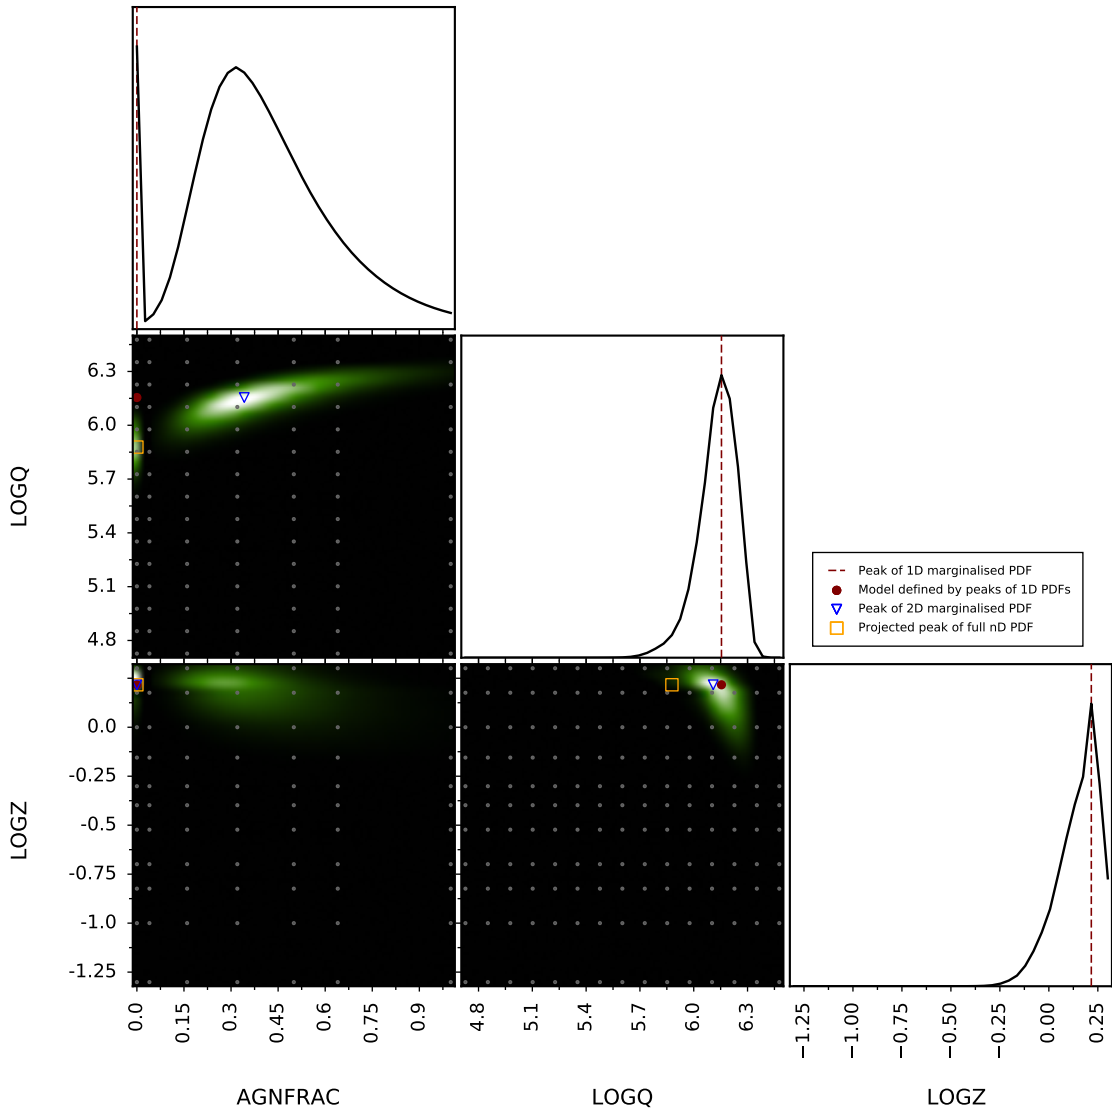 6.3
6.0
5.7
5.4
5.1
4.8
LOGQ
Peak of 1D marginalised PDF
Model defined by peaks of 1D PDFs
Peak of 2D marginalised PDF
Projected peak of full nD PDF
0.0
-0.25
-0.5
-0.75
-1.0
-1.25
LOGZ
0.0 0.15 0.3 0.45 0.6 0.75 0.9
4.8 5.1 5.4 5.7 6.0 6.3
−1.25 −1.00 −0.75 −0.50 −0.25 0.00 0.25
AGNFRAC LOGQ LOGZ